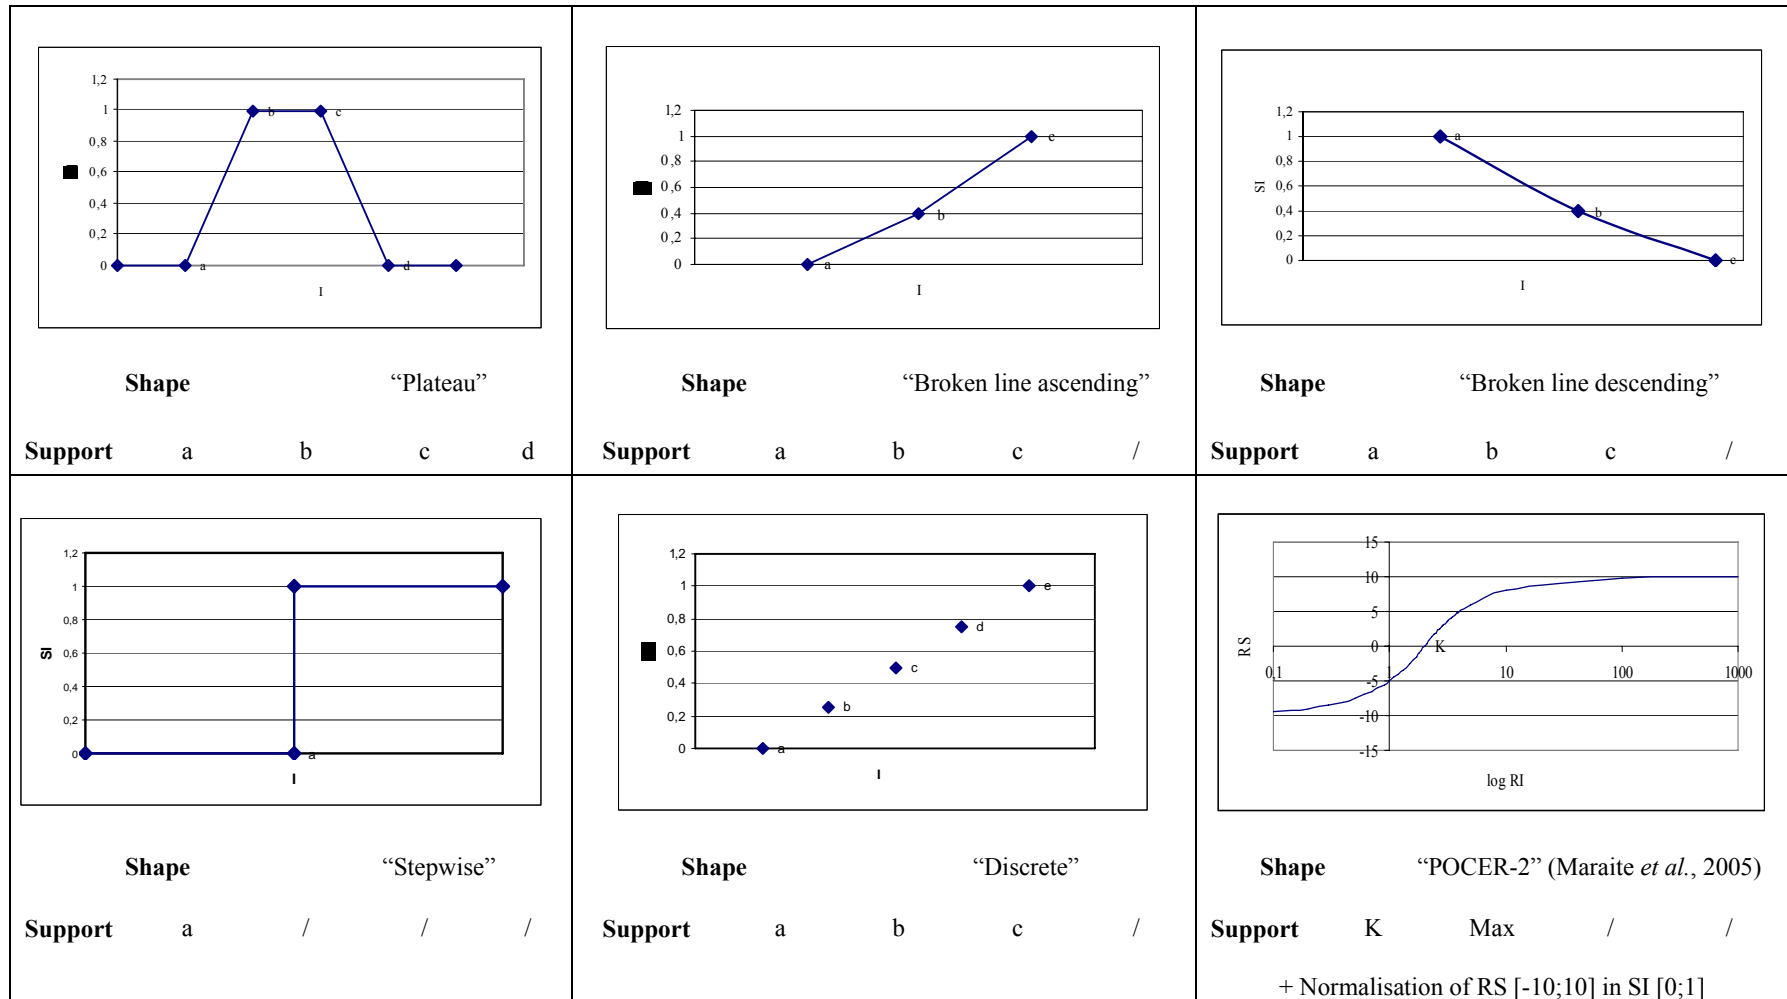 1,2
1
0,8
0,6
0,4
0,2
0
a
b
c
d
I
Shape “Plateau”
Support a b c d
1,2
1
0,8
0,6
0,4
0,2
0
a
b
c
I
Shape “Broken line ascending”
Support a b c /
1,2
1
0,8
0,6
0,4
0,2
0
SI
a
b
c
I
Shape “Broken line descending”
Support a b c /
1,2
1
0,8
0,6
0,4
0,2
0
SI
a
I
Shape “Stepwise”
Support a / / /
1,2
1
0,8
0,6
0,4
0,2
0
a
b
c
d
e
I
Shape “Discrete”
Support a b c /
15
10
5
0
-5
-10
-15
RS
K
0,1 1 10 100 1000
log RI
Shape “POCER-2” (Maraite et al., 2005)
Support K Max / /
+ Normalisation of RS [-10;10] in SI [0;1]